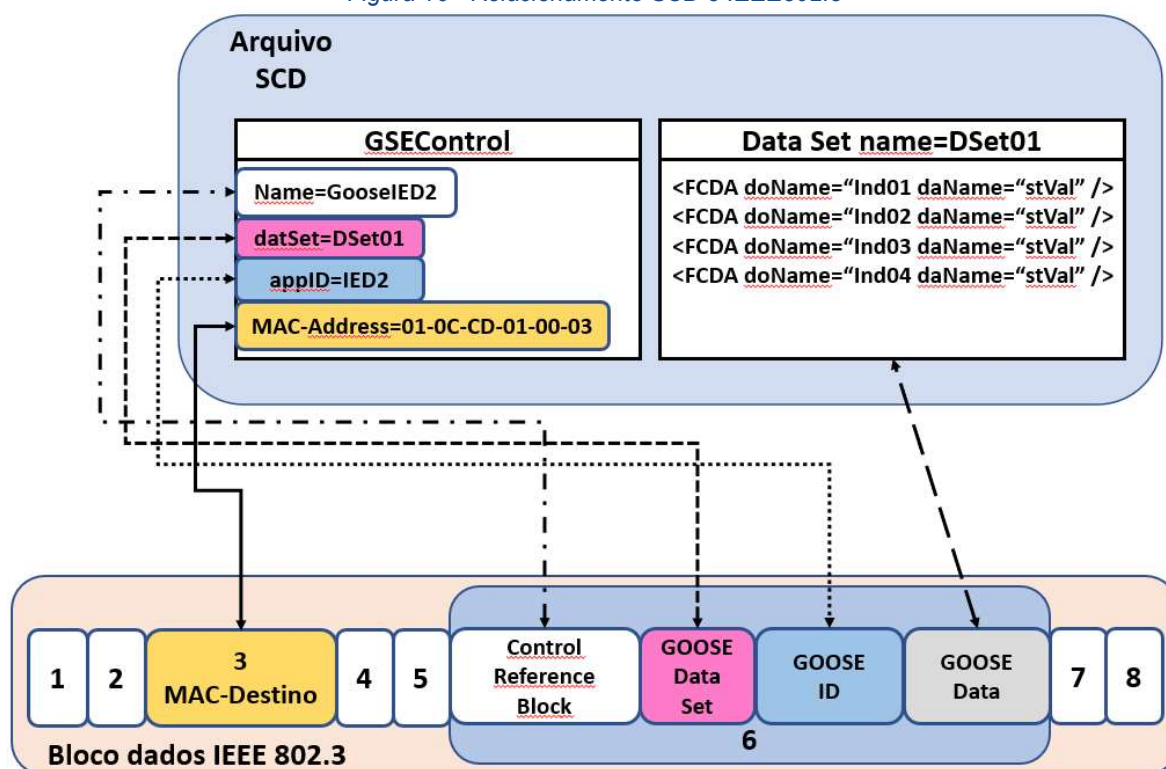 Arquivo
SCD
GSEControl
Name=GooseIED2
datSet=DSet01
appID=IED2
MAC-Address=01-0C-CD-01-00-03
Data Set name=DSet01
<FCDA doName=“Ind01 daName=“stVal” />
<FCDA doName=“Ind02 daName=“stVal” />
<FCDA doName=“Ind03 daName=“stVal” />
<FCDA doName=“Ind04 daName=“stVal” />
1
2
3
MAC-Destino
4
5
Control
Reference
Block
GOOSE
Data
Set
GOOSE
ID
GOOSE
Data
7
8
6
Bloco dados IEEE 802.3